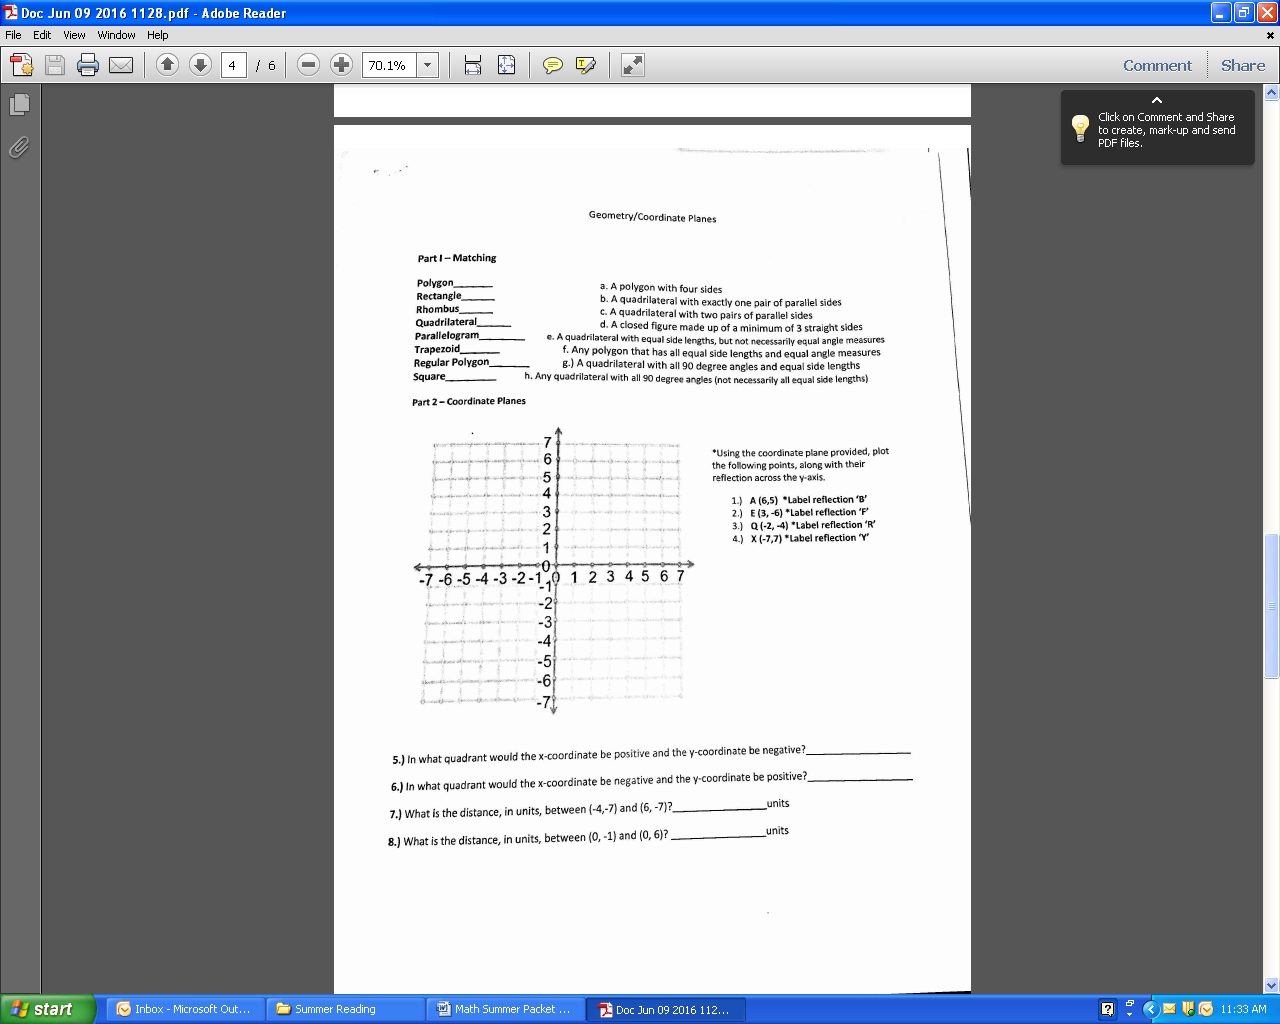 Doc Jun 09 2016 1128.pdf - Adobe Reader
File Edit View Window Help
4 / 6 70.1% Comment Share
Click on Comment and Share
to create, mark-up and send
PDF files.
Geometry/Coordinate Planes
Part I – Matching
Polygon________ a. A polygon with four sides
Rectangle_______ b. A quadrilateral with exactly one pair of parallel sides
Rhombus_______ c. A quadrilateral with two pairs of parallel sides
Quadrilateral_______ d. A closed figure made up of a minimum of 3 straight sides
Parallelogram_________ e. A quadrilateral with equal side lengths, but not necessarily equal angle measures
Trapezoid________ f. Any polygon that has all equal side lengths and equal angle measures
Regular Polygon________ g.) A quadrilateral with all 90 degree angles and equal side lengths
Square__________ h. Any quadrilateral with all 90 degree angles (not necessarily all equal side lengths)
Part 2 – Coordinate Planes
7
6
5
4
3
2
1
0
-7 -6 -5 -4 -3 -2 -1 0 1 2 3 4 5 6 7
-1
-2
-3
-4
-5
-6
-7
*Using the coordinate plane provided, plot
the following points, along with their
reflection across the y-axis.
1.) A (6,5) *Label reflection ‘B’
2.) E (3, -6) *Label reflection ‘F’
3.) Q (-2, -4) *Label reflection ‘R’
4.) X (-7,7) *Label reflection ‘Y’
5.) In what quadrant would the x-coordinate be positive and the y-coordinate be negative?____________________
6.) In what quadrant would the x-coordinate be negative and the y-coordinate be positive?____________________
7.) What is the distance, in units, between (-4,-7) and (6, -7)?__________________units
8.) What is the distance, in units, between (0, -1) and (0, 6)? __________________units
start Inbox - Microsoft Out... Summer Reading Math Summer Packet ... Doc Jun 09 2016 112... 11:33 AM